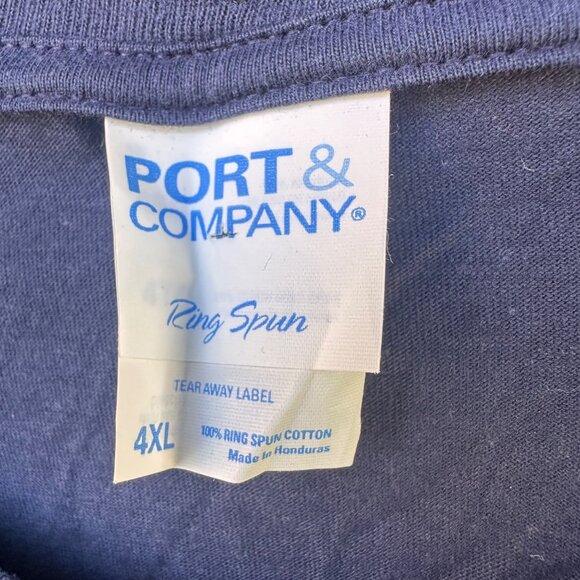 PORT &
COMPANY®
Ring Spun
TEAR AWAY LABEL
4XL
100% RING SPUN COTTON
Made In Honduras